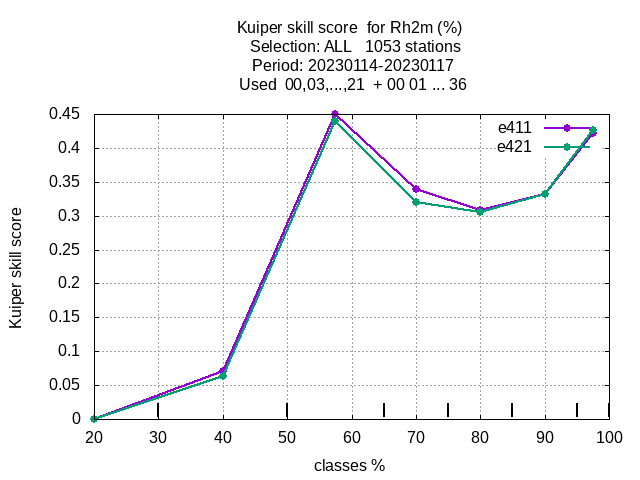 Kuiper skill score  for Rh2m (%)
Selection: ALL   1053 stations
Period: 20230114-20230117
Used  00,03,...,21  + 00 01 ... 36
e411
e421
0.45
0.4
0.35
0.3
0.25
0.2
0.15
0.1
0.05
0
Kuiper skill score
20 30 40 50 60 70 80 90 100
classes %